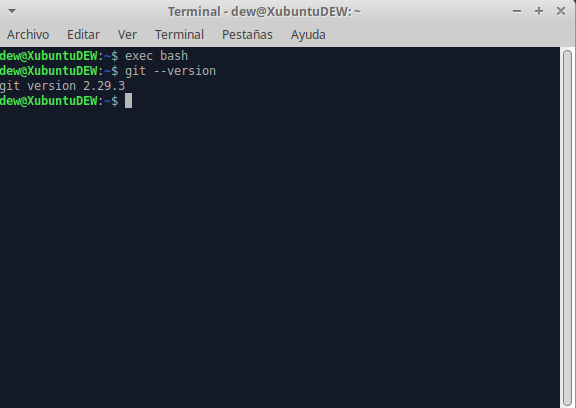 Terminal - dew@XubuntuDEW: ~
Archivo Editar Ver Terminal Pestañas Ayuda
dew@XubuntuDEW:~$ exec bash
dew@XubuntuDEW:~$ git --version
git version 2.29.3
dew@XubuntuDEW:~$